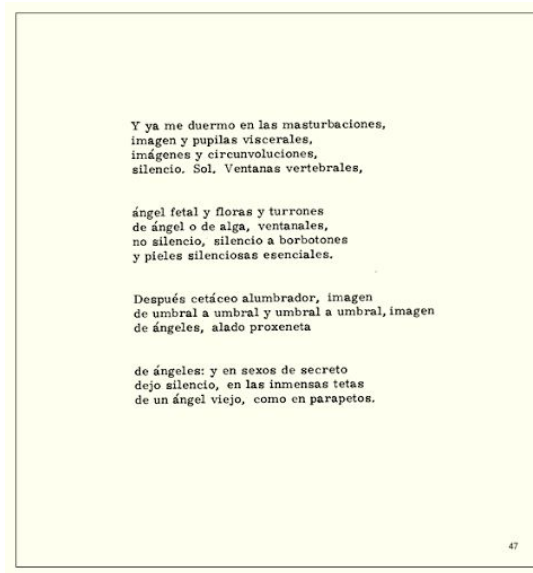 Y ya me duermo en las masturbaciones,
imagen y pupilas viscerales,
imágenes y circunvoluciones,
silencio. Sol. Ventanas vertebrales,
ángel fetal y floras y turrones
de ángel o de alga, ventanales,
no silencio, silencio a borbotones
y pieles silenciosas esenciales.
Después cetáceo alumbrador, imagen
de umbral a umbral y umbral a umbral, imagen
de ángeles, alado proxeneta
de ángeles: y en sexos de secreto
dejo silencio, en las inmensas tetas
de un ángel viejo, como en parapetos.
47